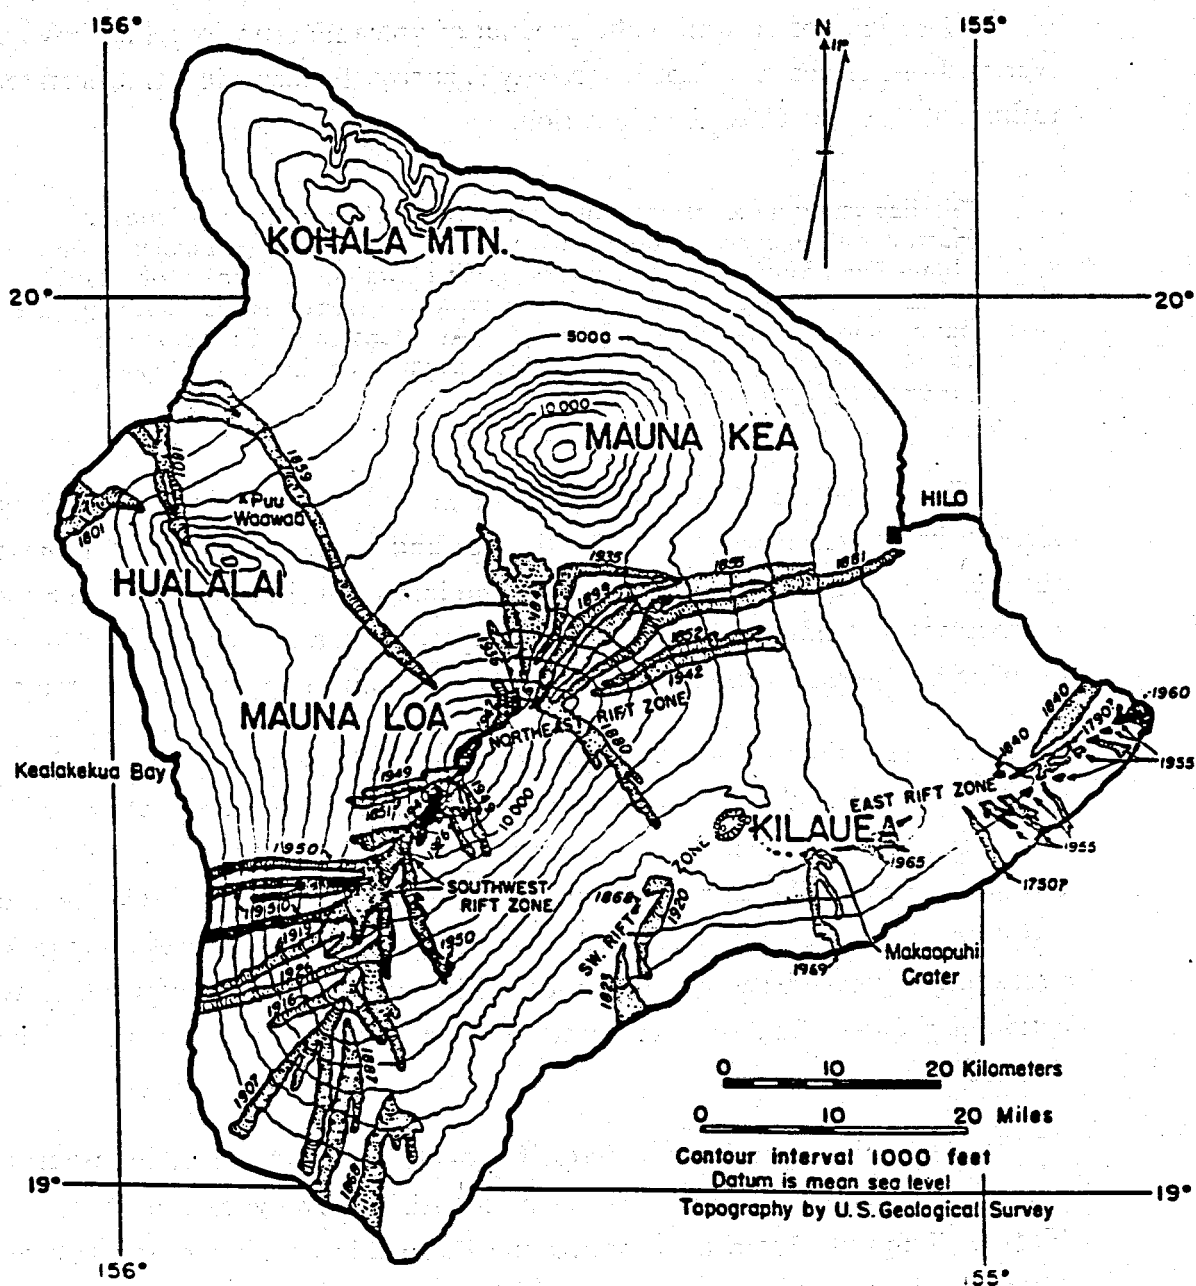 156°
155°
N
11°
KOHALA MTN.
20°
20°
5000
10 000
MAUNA KEA
1859
1801
Puu
Waawaa
1801
HILO
HUALALAI
1935
1855
1881
1899
1843
1852
1942
MAUNA LOA
NORTHEAST RIFT ZONE
1880
1840
1960
1790?
1840
1955
Kealakekua Bay
1949
1851
1949
10 000
EAST RIFT ZONE
KILAUEA
1965
1955
1750?
1950
SOUTHWEST
RIFT ZONE
1868
1920
ZONE
SW. RIFT
1919
1950
1926
1916
1823
1969
Makaopuhi
Crater
1907
1887
1868
0 10 20 Kilometers
0 10 20 Miles
Contour interval 1000 feet
Datum is mean sea level
Topography by U.S. Geological Survey
19°
19°
156°
155°